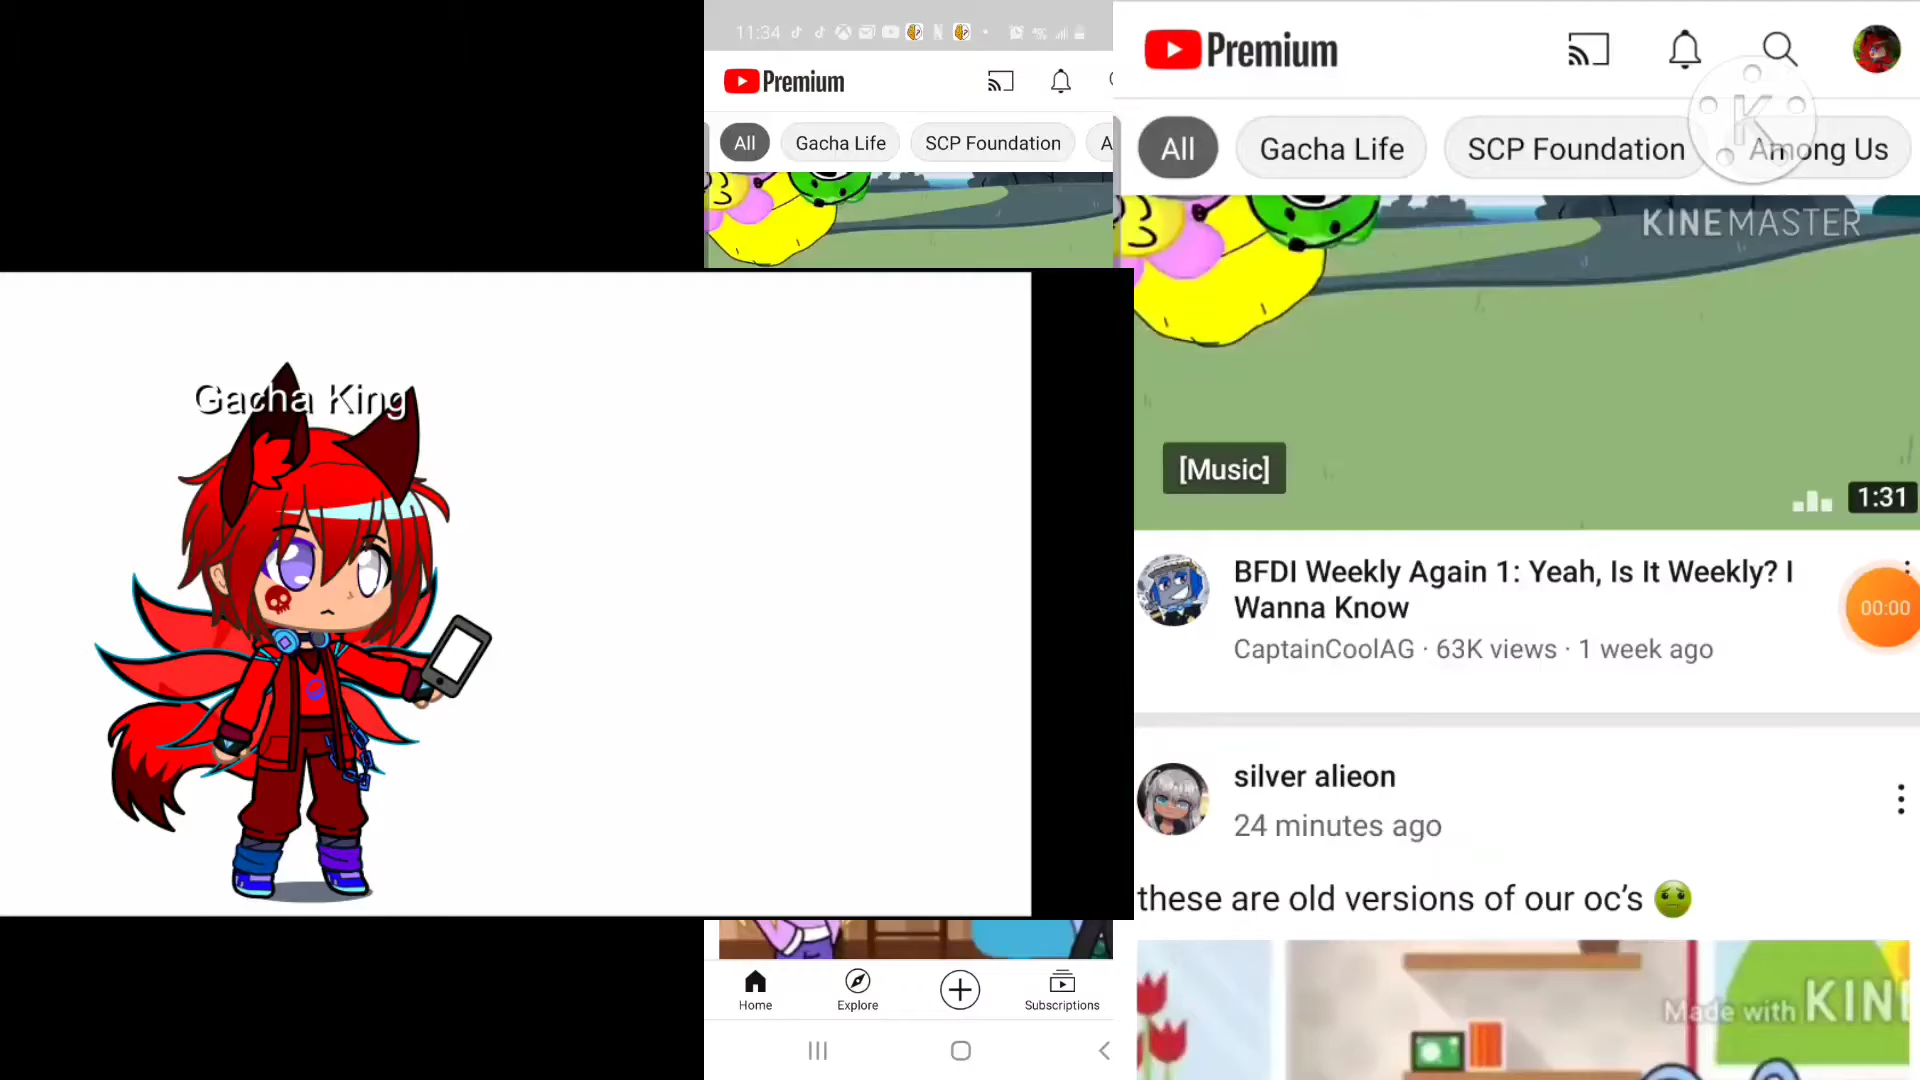 11:34
Premium
All
Gacha Life
SCP Foundation
A
Gacha King
Home
Explore
Subscriptions
Premium
All
Gacha Life
SCP Foundation
Among Us
K
KINEMASTER
[Music]
1:31
BFDI Weekly Again 1: Yeah, Is It Weekly? I
Wanna Know
CaptainCoolAG · 63K views · 1 week ago
00:00
silver alieon
24 minutes ago
these are old versions of our oc’s 🤢
Made with KIN